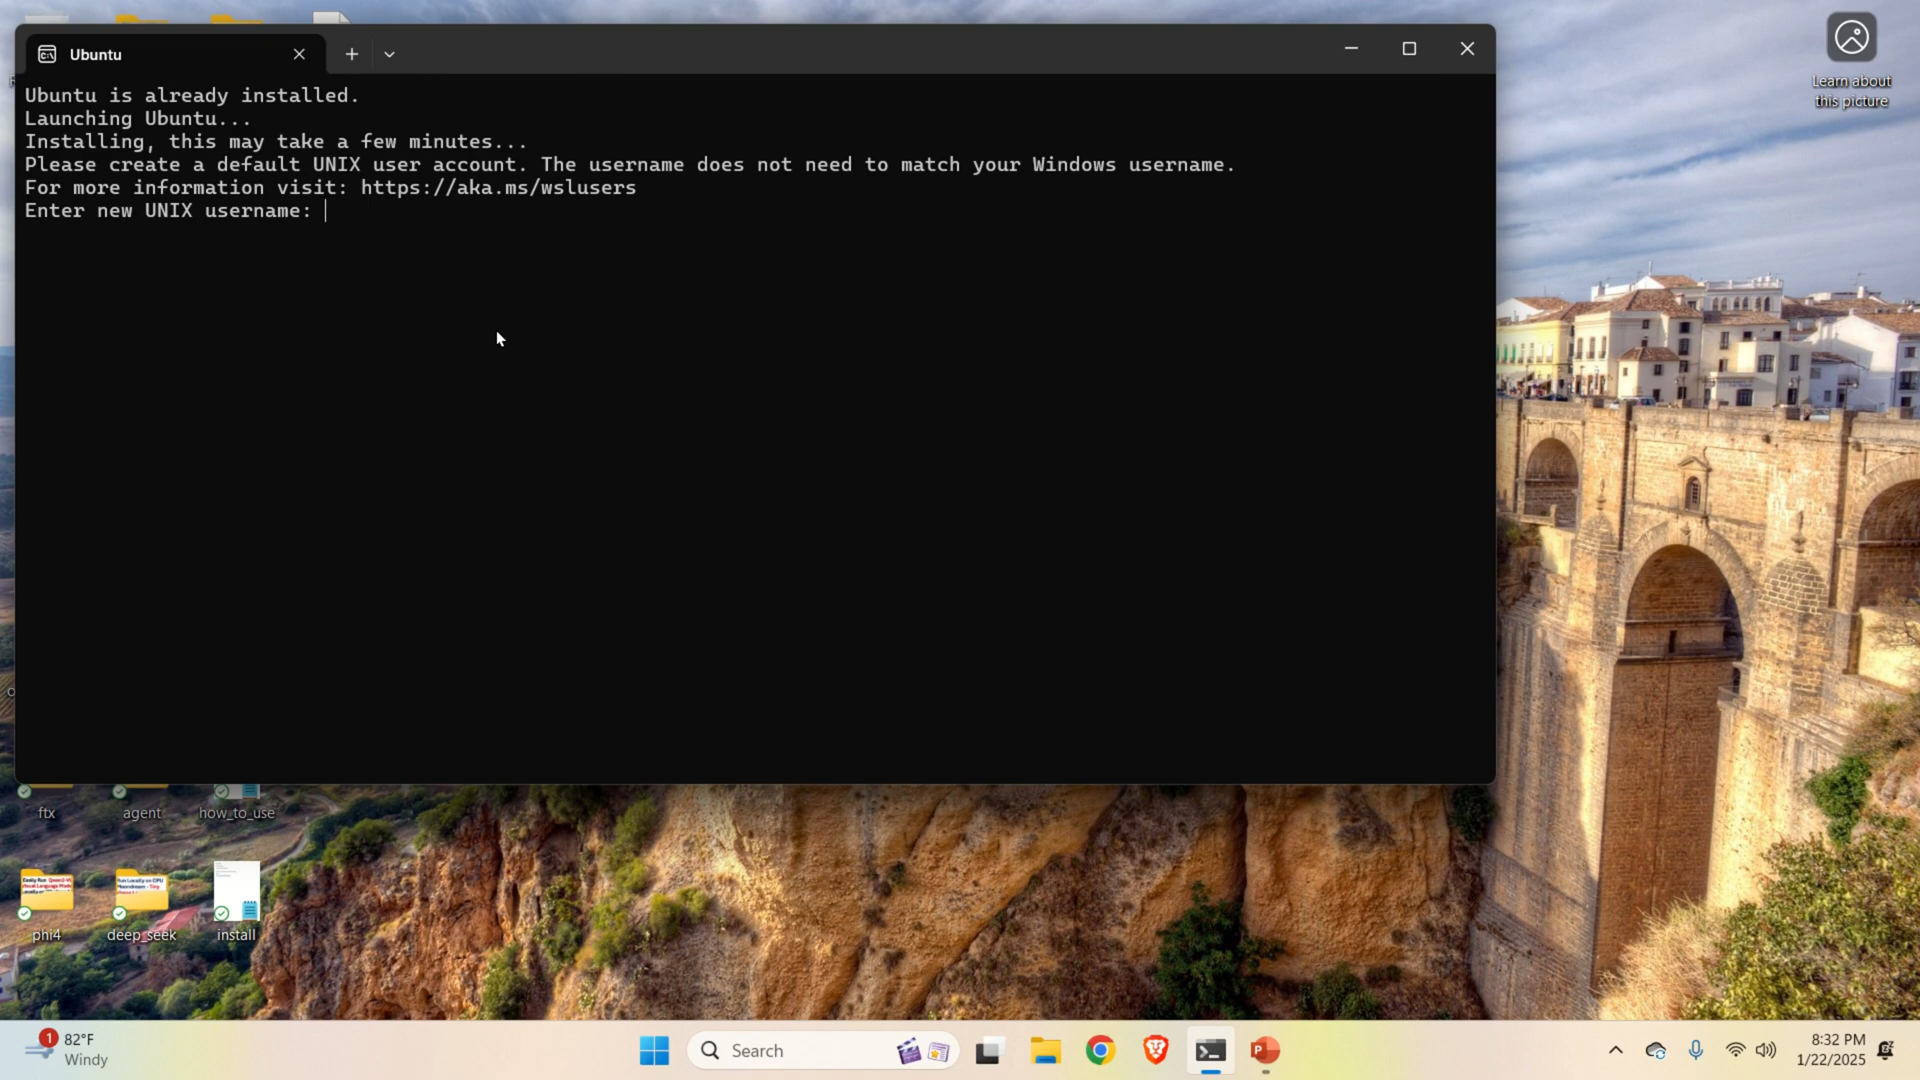 Ubuntu
Ubuntu is already installed.
Launching Ubuntu...
Installing, this may take a few minutes...
Please create a default UNIX user account. The username does not need to match your Windows username.
For more information visit: https://aka.ms/wslusers
Enter new UNIX username:
Learn about
this picture
ftx
agent
how_to_use
phi4
deep_seek
install
1
82°F
Windy
Search
8:32 PM
1/22/2025